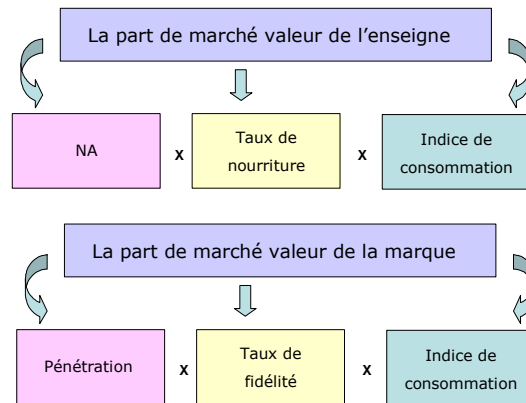 La part de marché valeur de l’enseigne
NA
x
Taux de
nourriture
x
Indice de
consommation
La part de marché valeur de la marque
Pénétration
x
Taux de
fidélité
x
Indice de
consommation